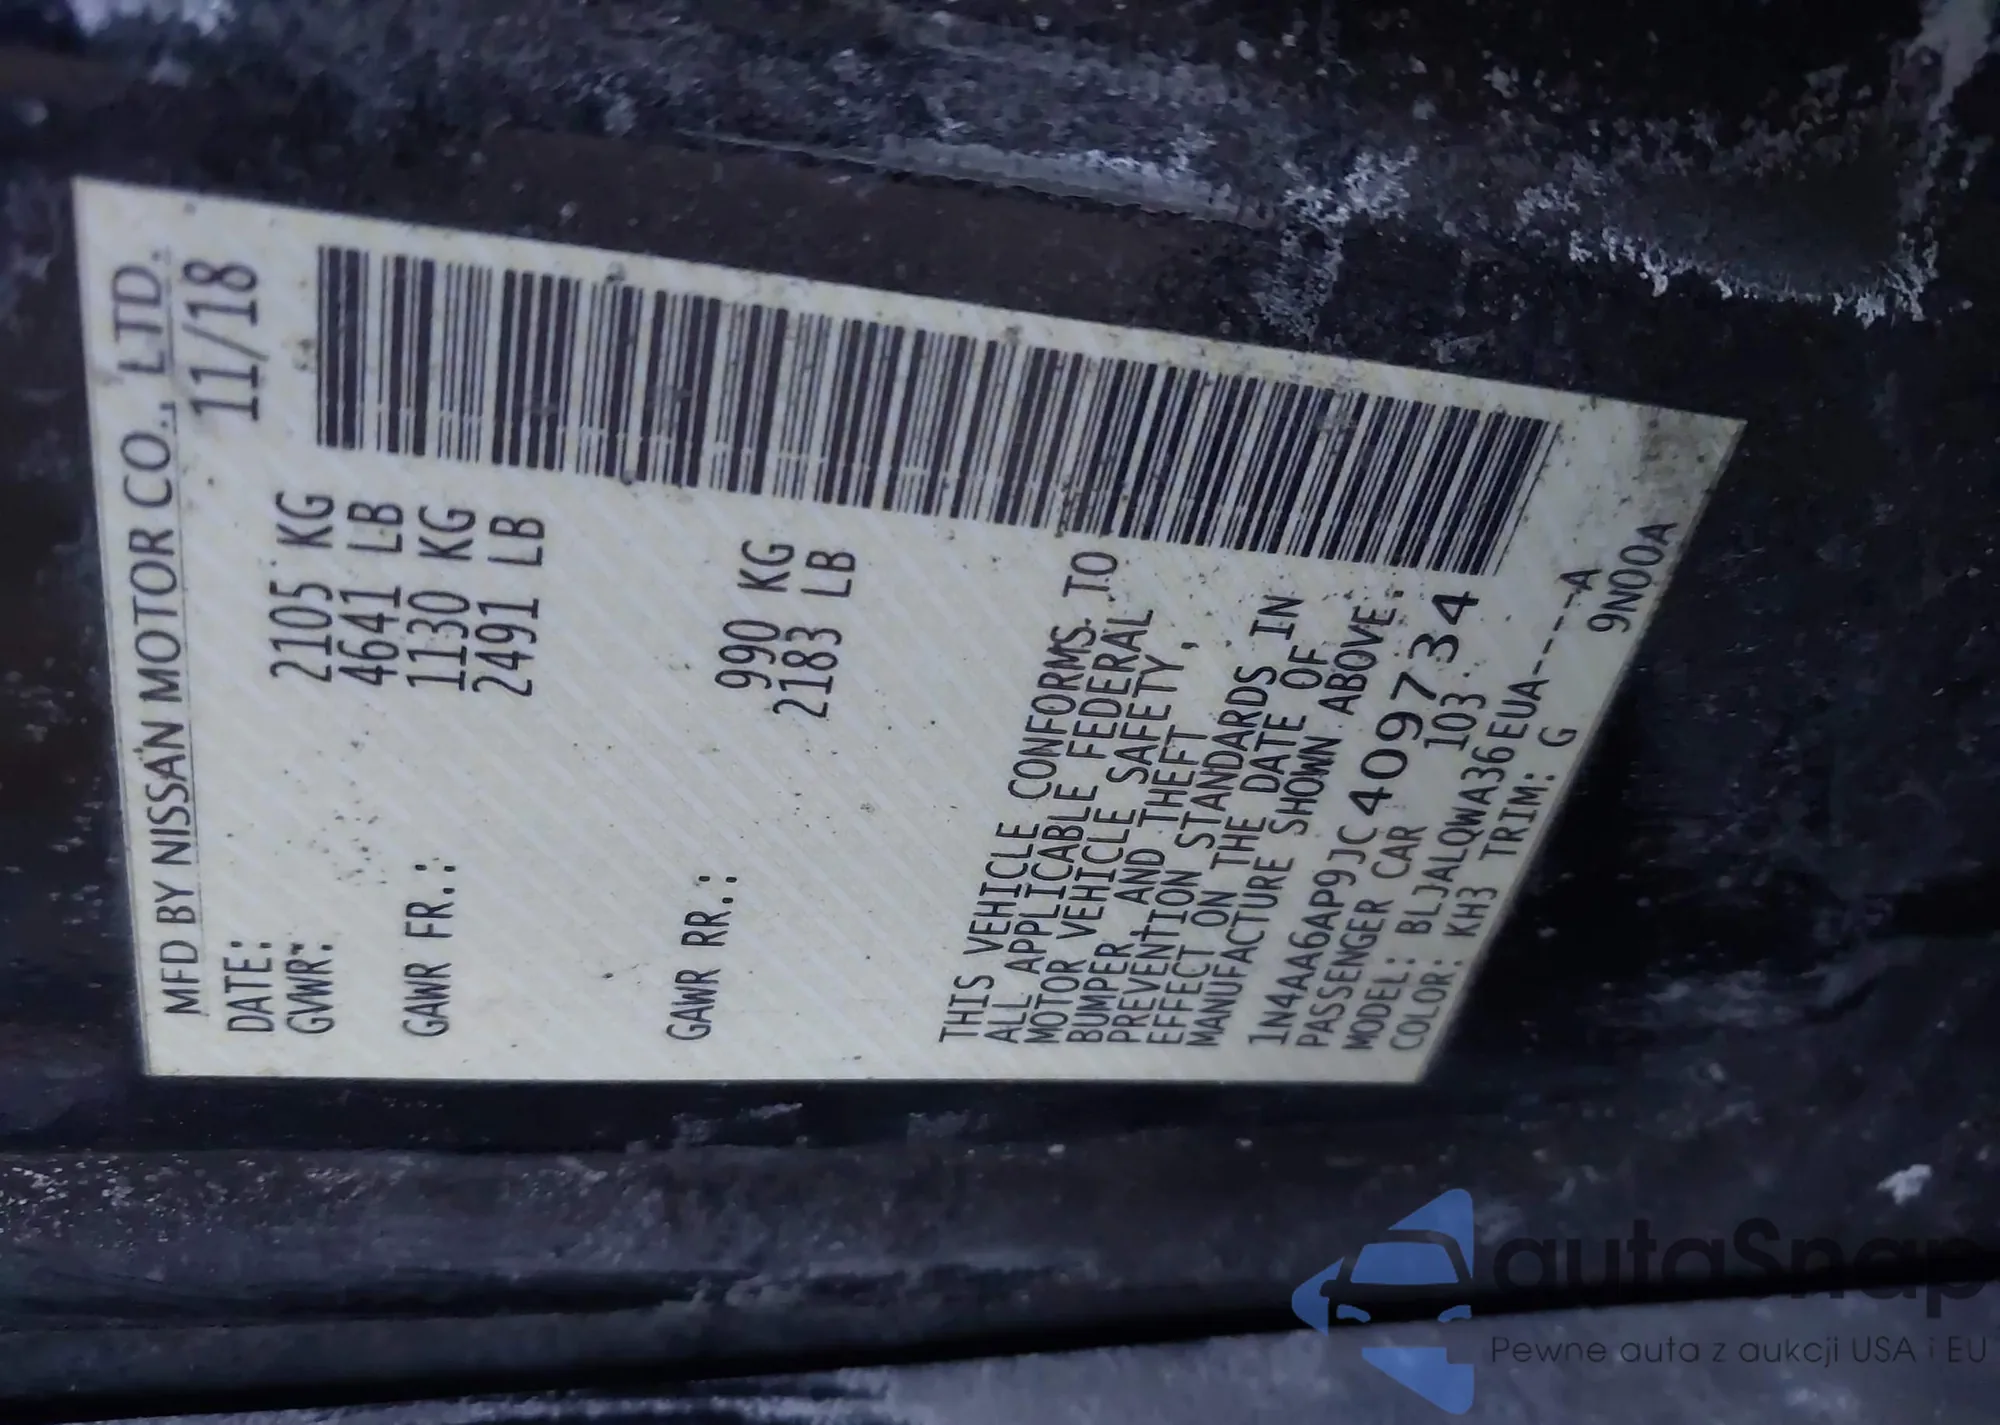 MFD BY NISSAN MOTOR CO., LTD.
DATE: 11/18
GVWR: 2105 KG
4641 LB
GAWR FR.: 1130 KG
2491 LB
GAWR RR.: 990 KG
2183 LB
THIS VEHICLE CONFORMS TO
ALL APPLICABLE FEDERAL
MOTOR VEHICLE SAFETY,
BUMPER, AND THEFT
PREVENTION STANDARDS IN
EFFECT ON THE DATE OF
MANUFACTURE SHOWN ABOVE.
1N4AA6AP9JC409734
PASSENGER CAR 103
MODEL: BLJALQWA36EUA-----A
COLOR: KH3 TRIM: G 9N00A
autaSnap
Pewne auta z aukcji USA i EU